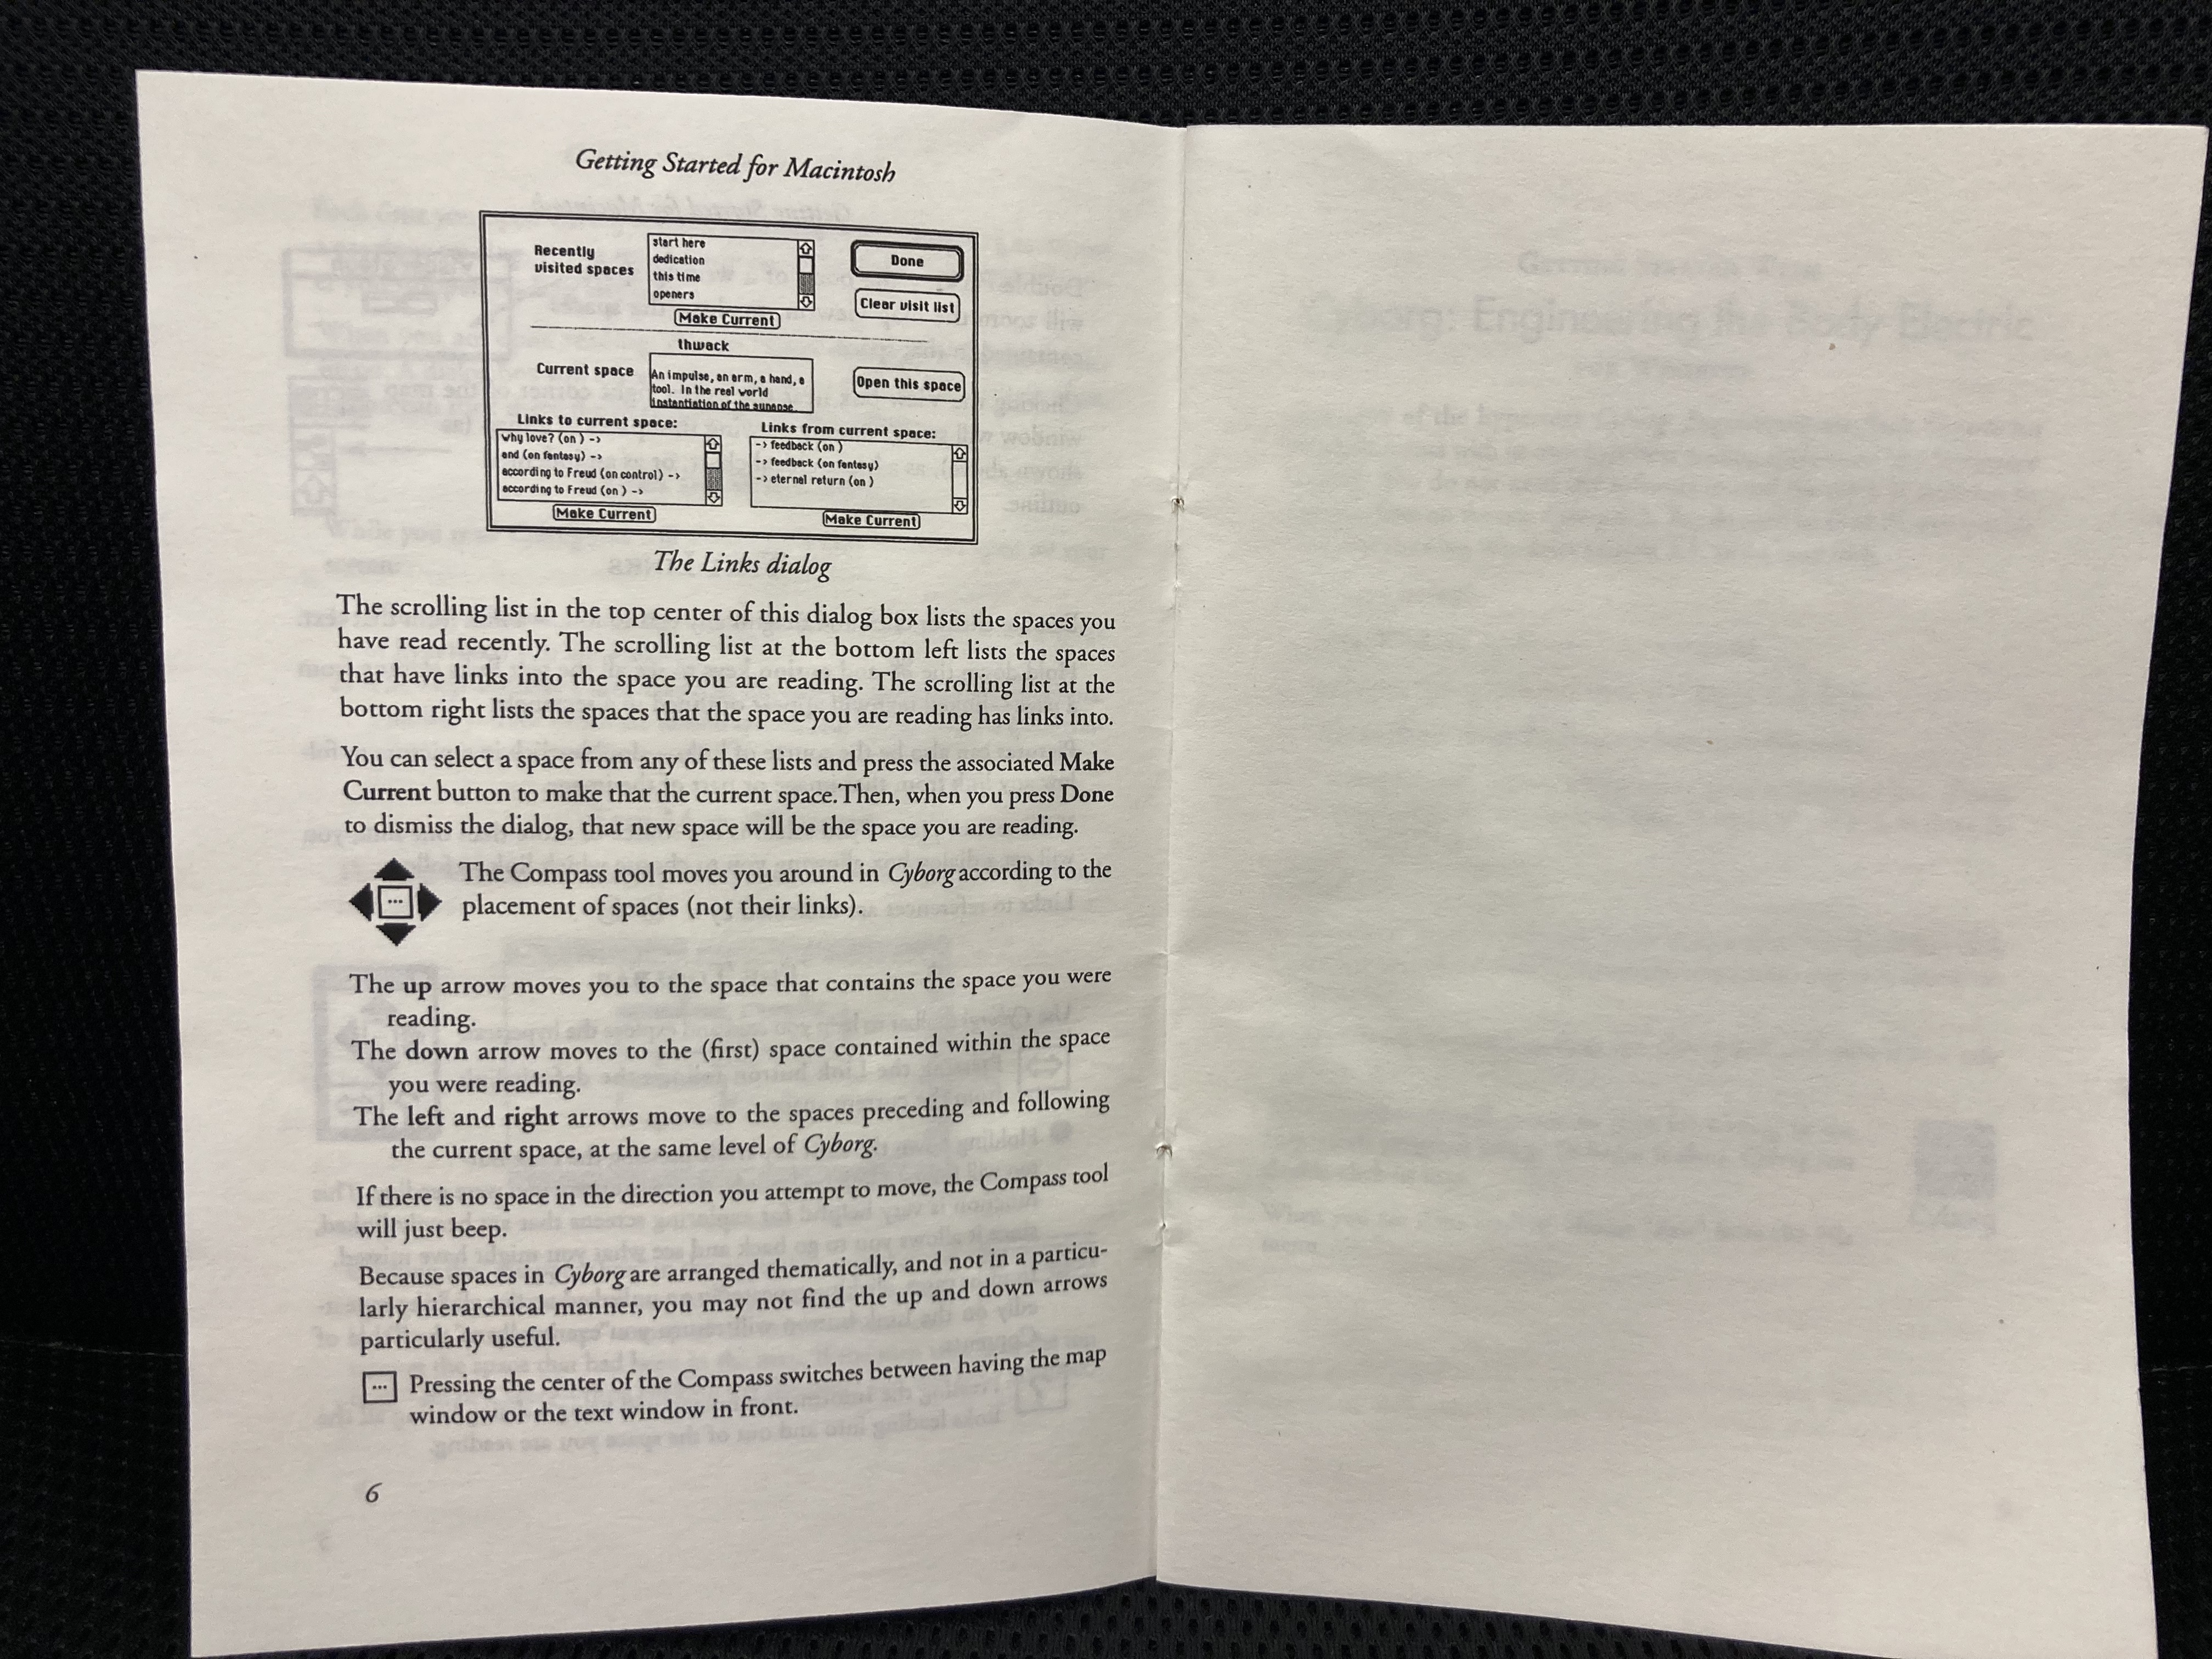 Getting Started for Macintosh
Recently
visited spaces
start here
dedication
this time
openers
Make Current
Done
Clear visit list
thwack
Current space
An impulse, an arm, a hand, a
tool. In the real world
instantiation of the synapse
Open this space
Links to current space:
why love? (on ) ->
and (on fantasy) ->
according to Freud (on control) ->
according to Freud (on ) ->
Make Current
Links from current space:
-> feedback (on )
-> feedback (on fantasy)
-> eternal return (on )
Make Current
The Links dialog
The scrolling list in the top center of this dialog box lists the spaces you
have read recently. The scrolling list at the bottom left lists the spaces
that have links into the space you are reading. The scrolling list at the
bottom right lists the spaces that the space you are reading has links into.
You can select a space from any of these lists and press the associated Make
Current button to make that the current space.Then, when you press Done
to dismiss the dialog, that new space will be the space you are reading.
The Compass tool moves you around in Cyborg according to the
placement of spaces (not their links).
The up arrow moves you to the space that contains the space you were
reading.
The down arrow moves to the (first) space contained within the space
you were reading.
The left and right arrows move to the spaces preceding and following
the current space, at the same level of Cyborg.
If there is no space in the direction you attempt to move, the Compass tool
will just beep.
Because spaces in Cyborg are arranged thematically, and not in a particu-
larly hierarchical manner, you may not find the up and down arrows
particularly useful.
... Pressing the center of the Compass switches between having the map
window or the text window in front.
6
Engineering the Body Electric